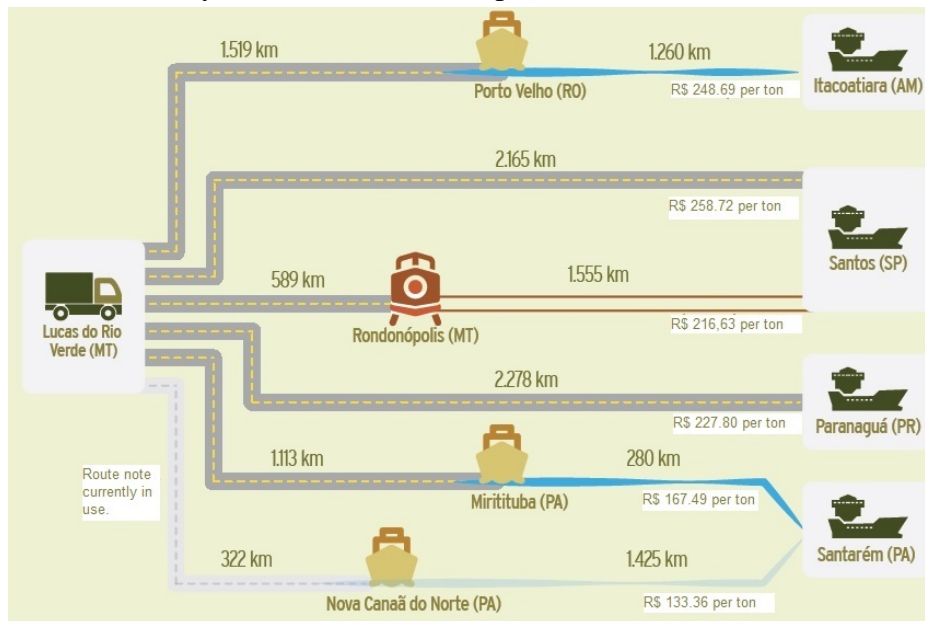 1.519 km
1.260 km
Porto Velho (RO)
R$ 248.69 per ton
Itacoatiara (AM)
2.165 km
R$ 258.72 per ton
Santos (SP)
589 km
1.555 km
Rondonópolis (MT)
R$ 216,63 per ton
Lucas do Rio
Verde (MT)
2.278 km
R$ 227.80 per ton
Paranaguá (PR)
1.113 km
280 km
Miritituba (PA)
R$ 167.49 per ton
Santarém (PA)
Route note
currently in
use.
322 km
1.425 km
Nova Canaã do Norte (PA)
R$ 133.36 per ton